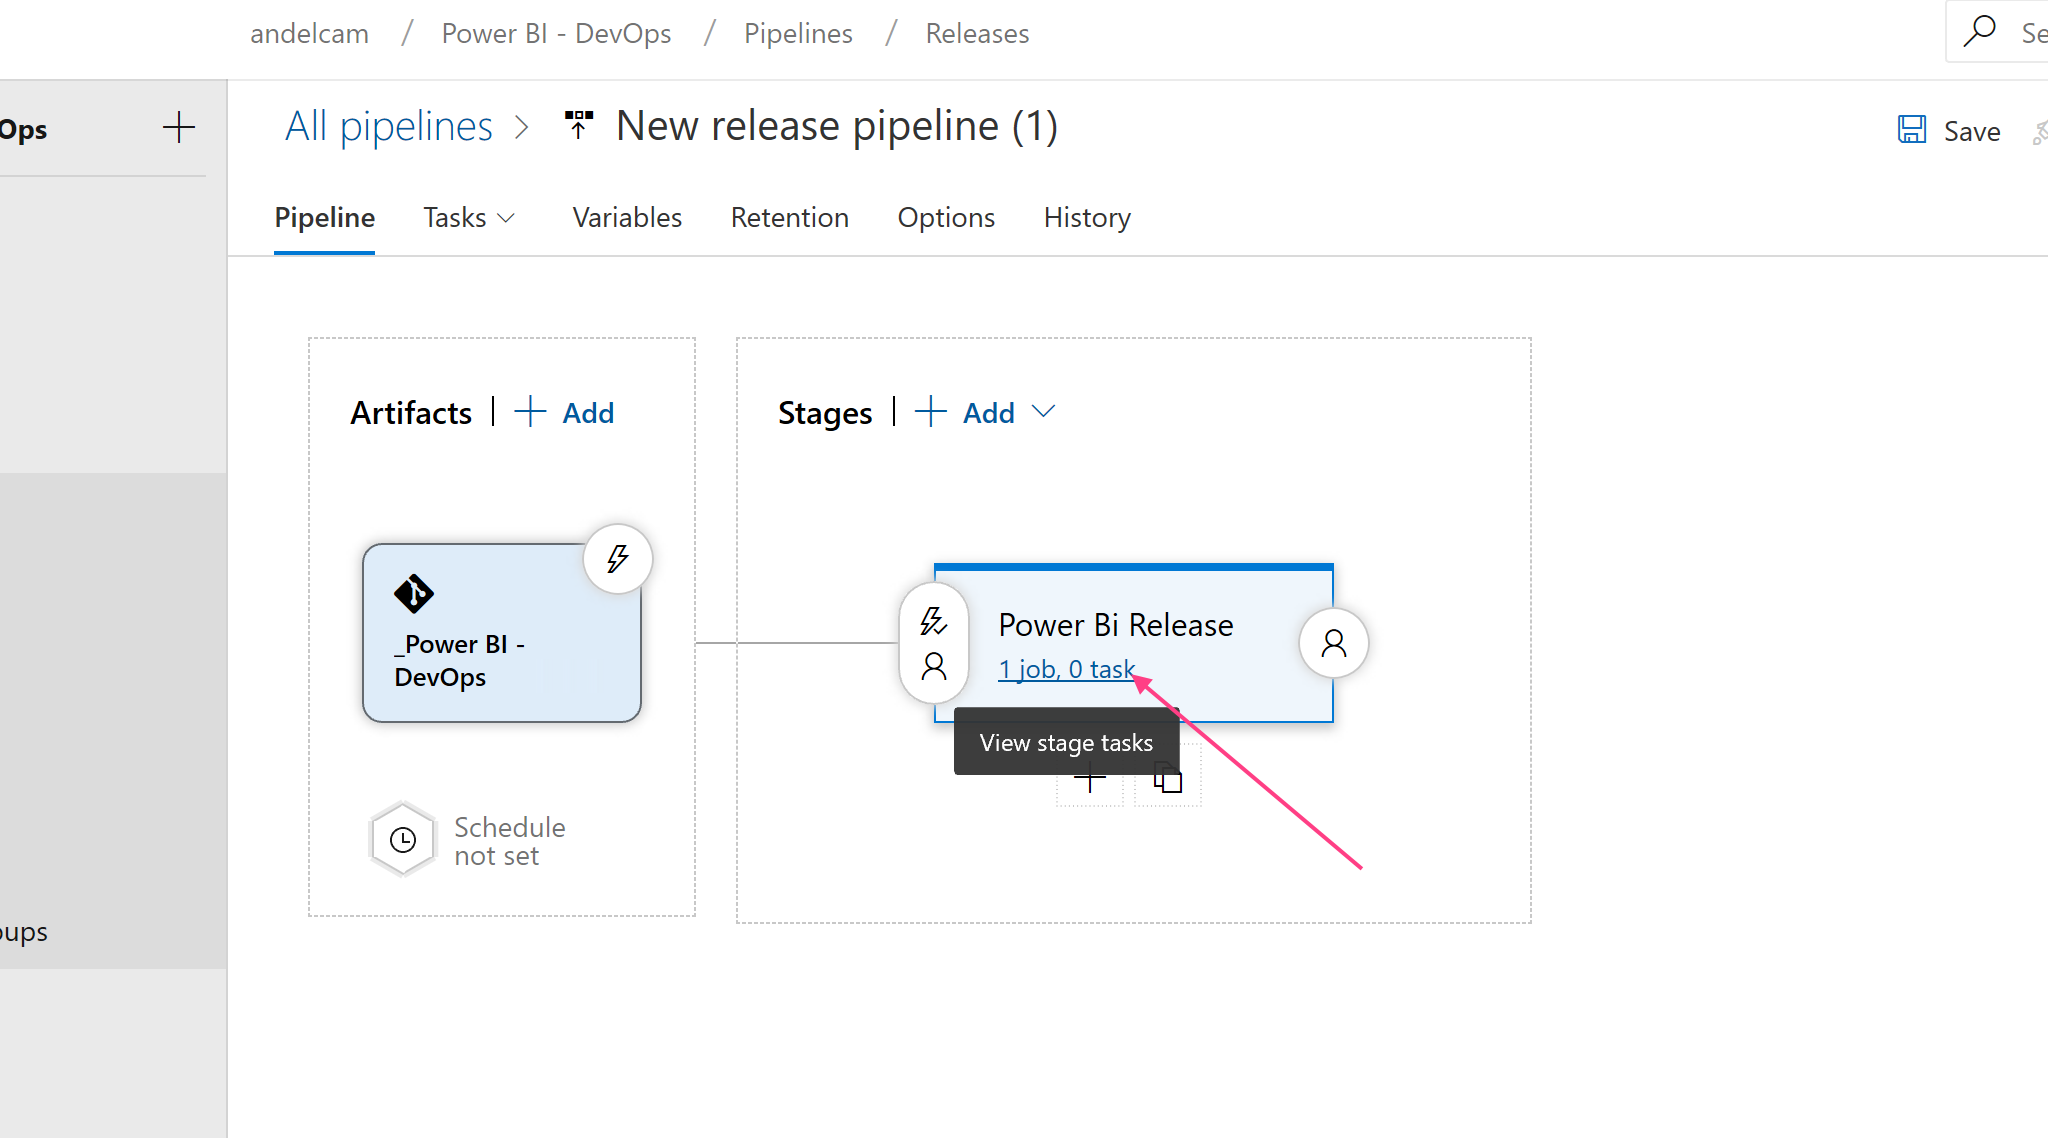 andelcam / Power BI - DevOps / Pipelines / Releases
Ops
All pipelines > New release pipeline (1)
Save
Pipeline Tasks Variables Retention Options History
Artifacts | + Add
Stages | + Add
_Power BI -
DevOps
Power Bi Release
1 job, 0 task
View stage tasks
Schedule
not set